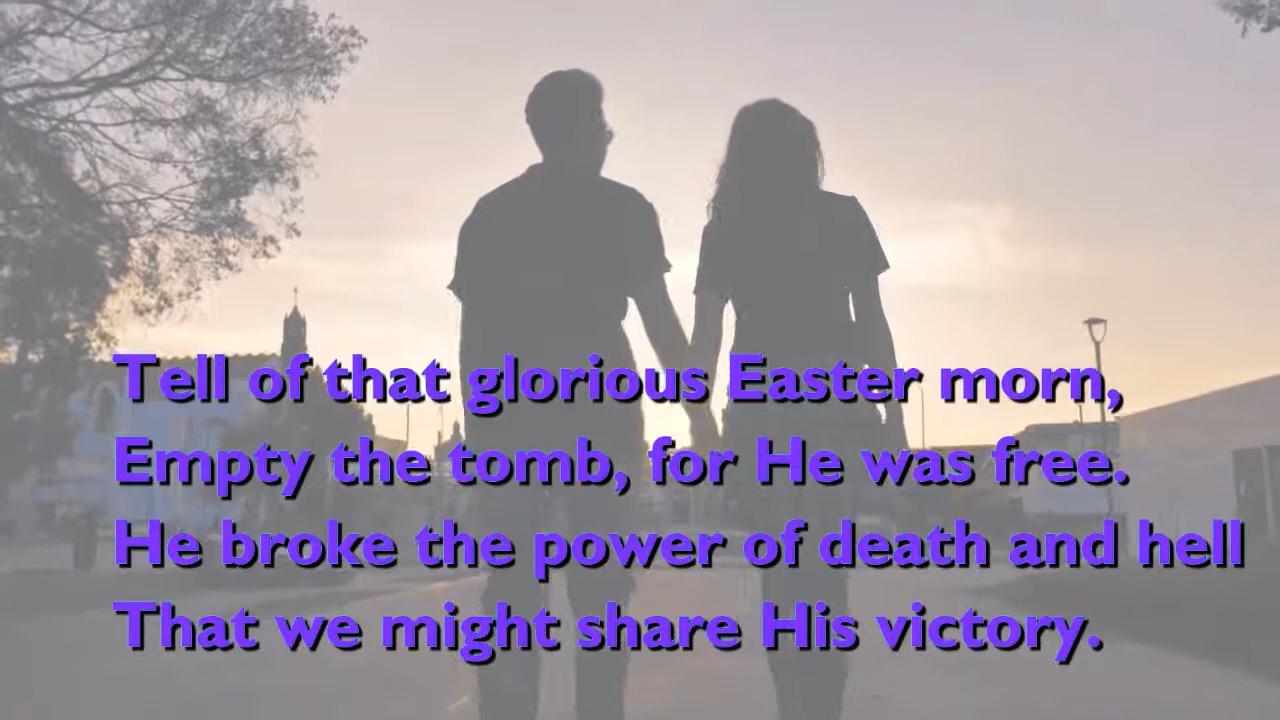 Tell of that glorious Easter morn,
Empty the tomb, for He was free.
He broke the power of death and hell
That we might share His victory.